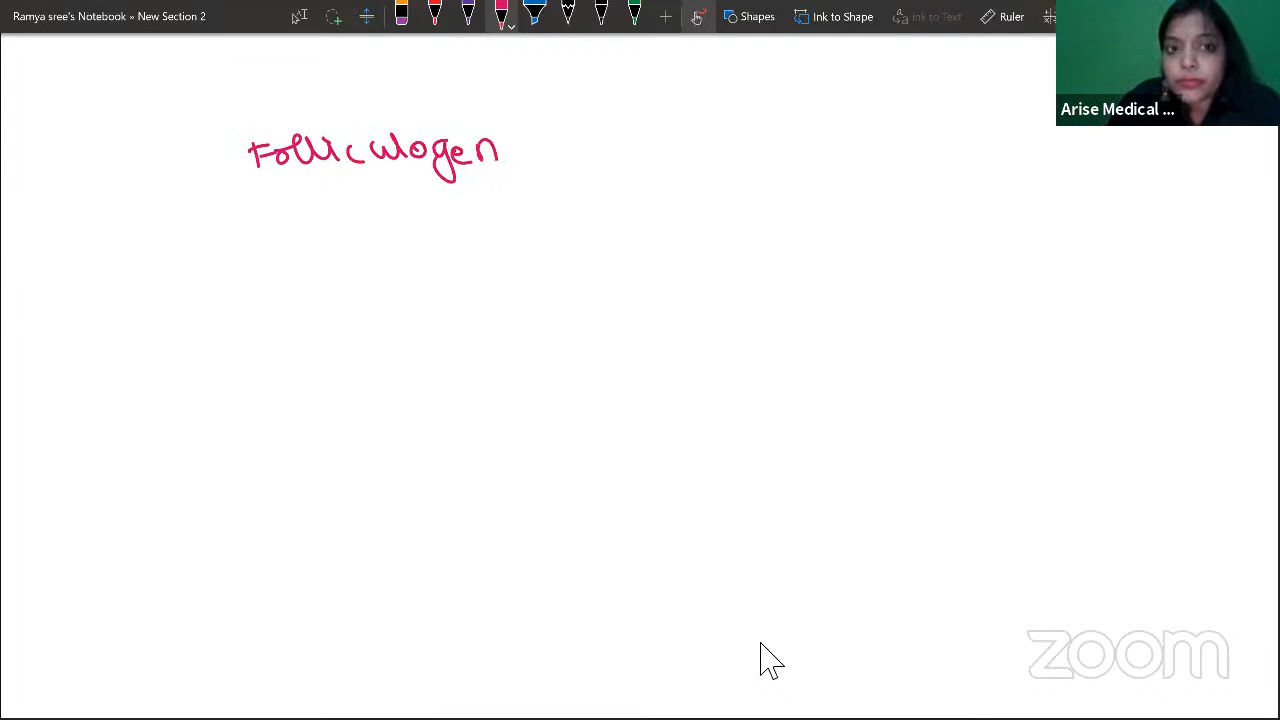 Ramya sree's Notebook » New Section 2
Shapes
Ink to Shape
Ink to Text
Ruler
Arise Medical ...
Folliculogen
zoom